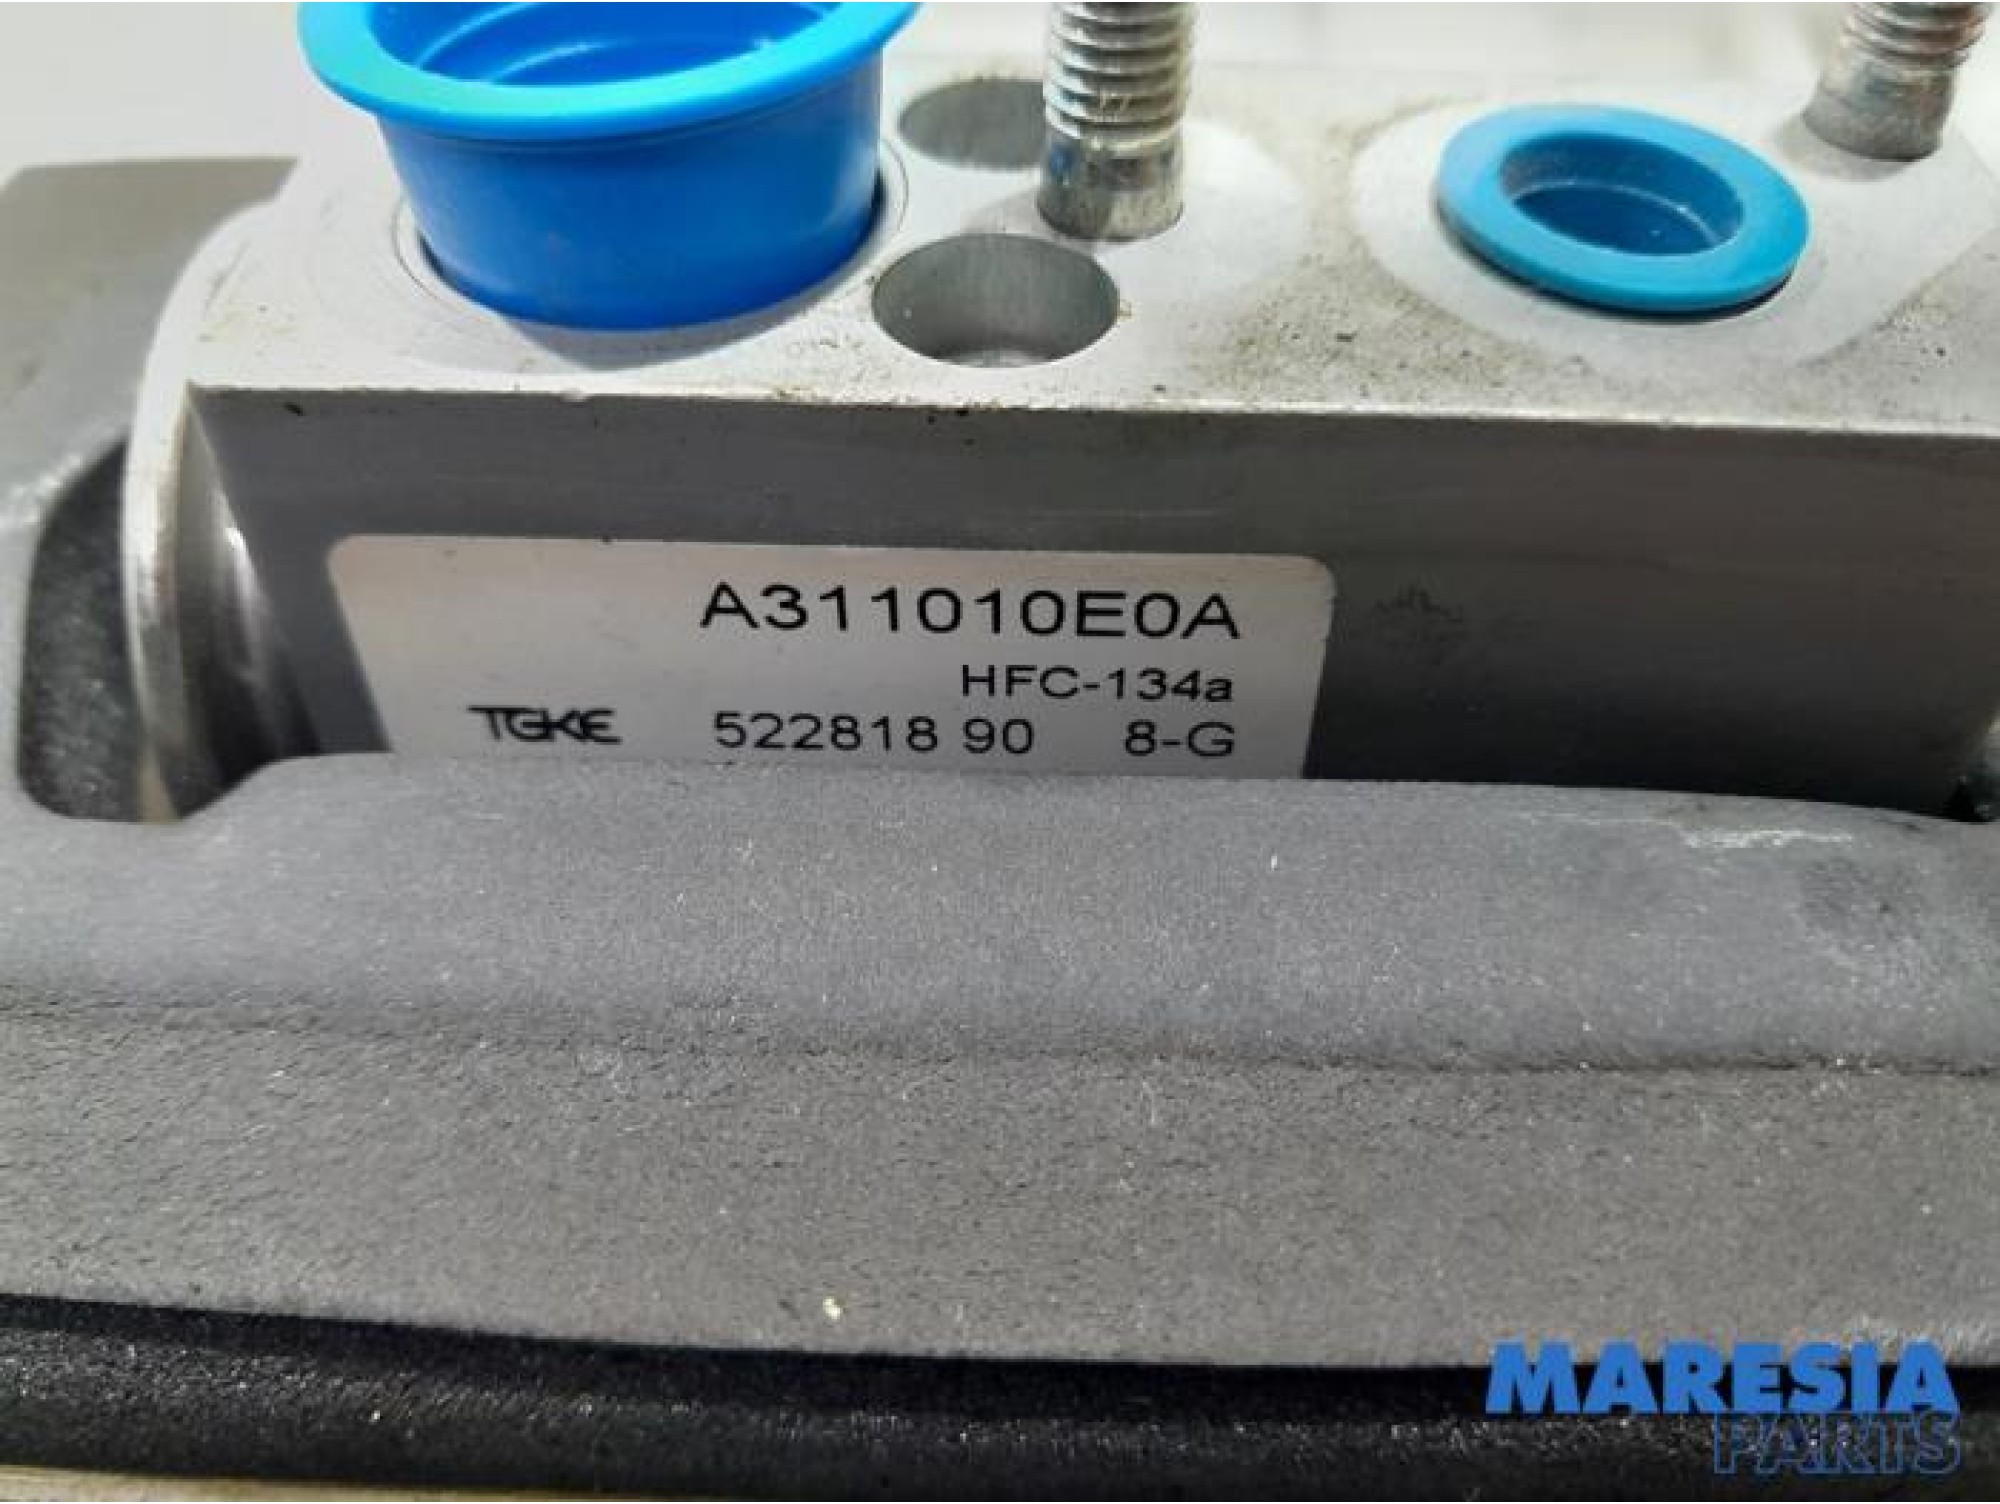 A311010E0A
HFC-134a
TGKE 522818 90 8-G
MARESIA
PARTS